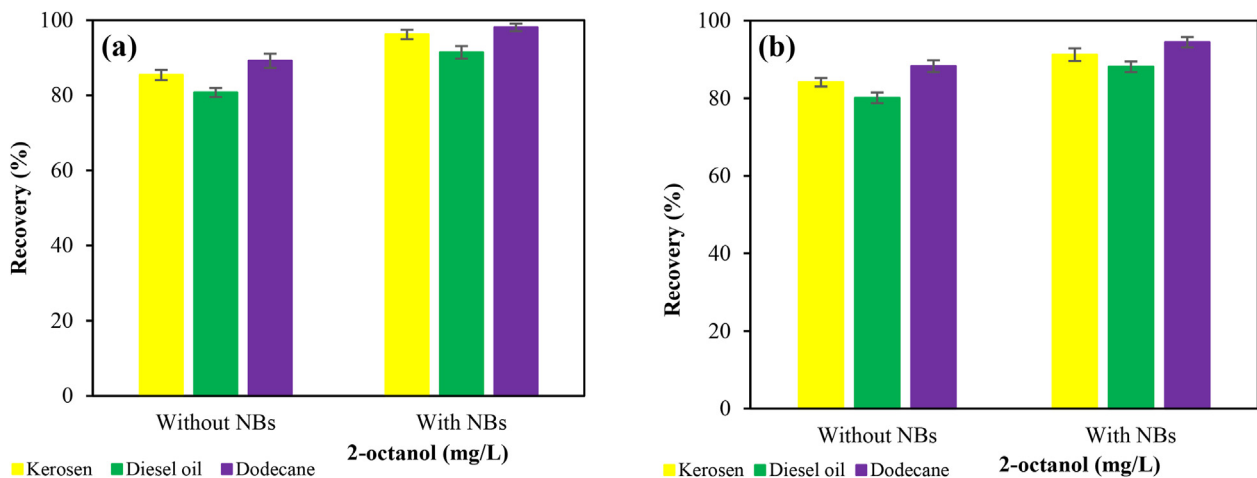 (a)
Recovery (%)
100
80
60
40
20
0
Without NBs
With NBs
2-octanol (mg/L)
Kerosen
Diesel oil
Dodecane
(b)
Recovery (%)
100
80
60
40
20
0
Without NBs
With NBs
2-octanol (mg/L)
Kerosen
Diesel oil
Dodecane